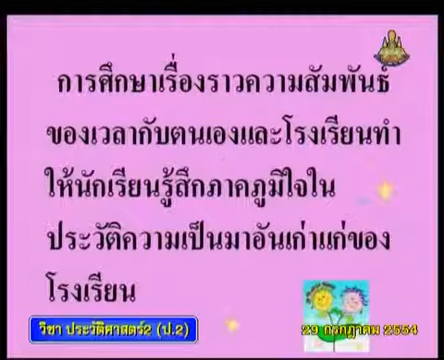 การศึกษาเรื่องราวความสัมพันธ์
ของเวลากับตนเองและโรงเรียนทำ
ให้นักเรียนรู้สึกภาคภูมิใจใน
ประวัติความเป็นมาอันเก่าแก่ของ
โรงเรียน
วิชา ประวัติศาสตร์2 (ป.2)
29 กรกฎาคม 2554